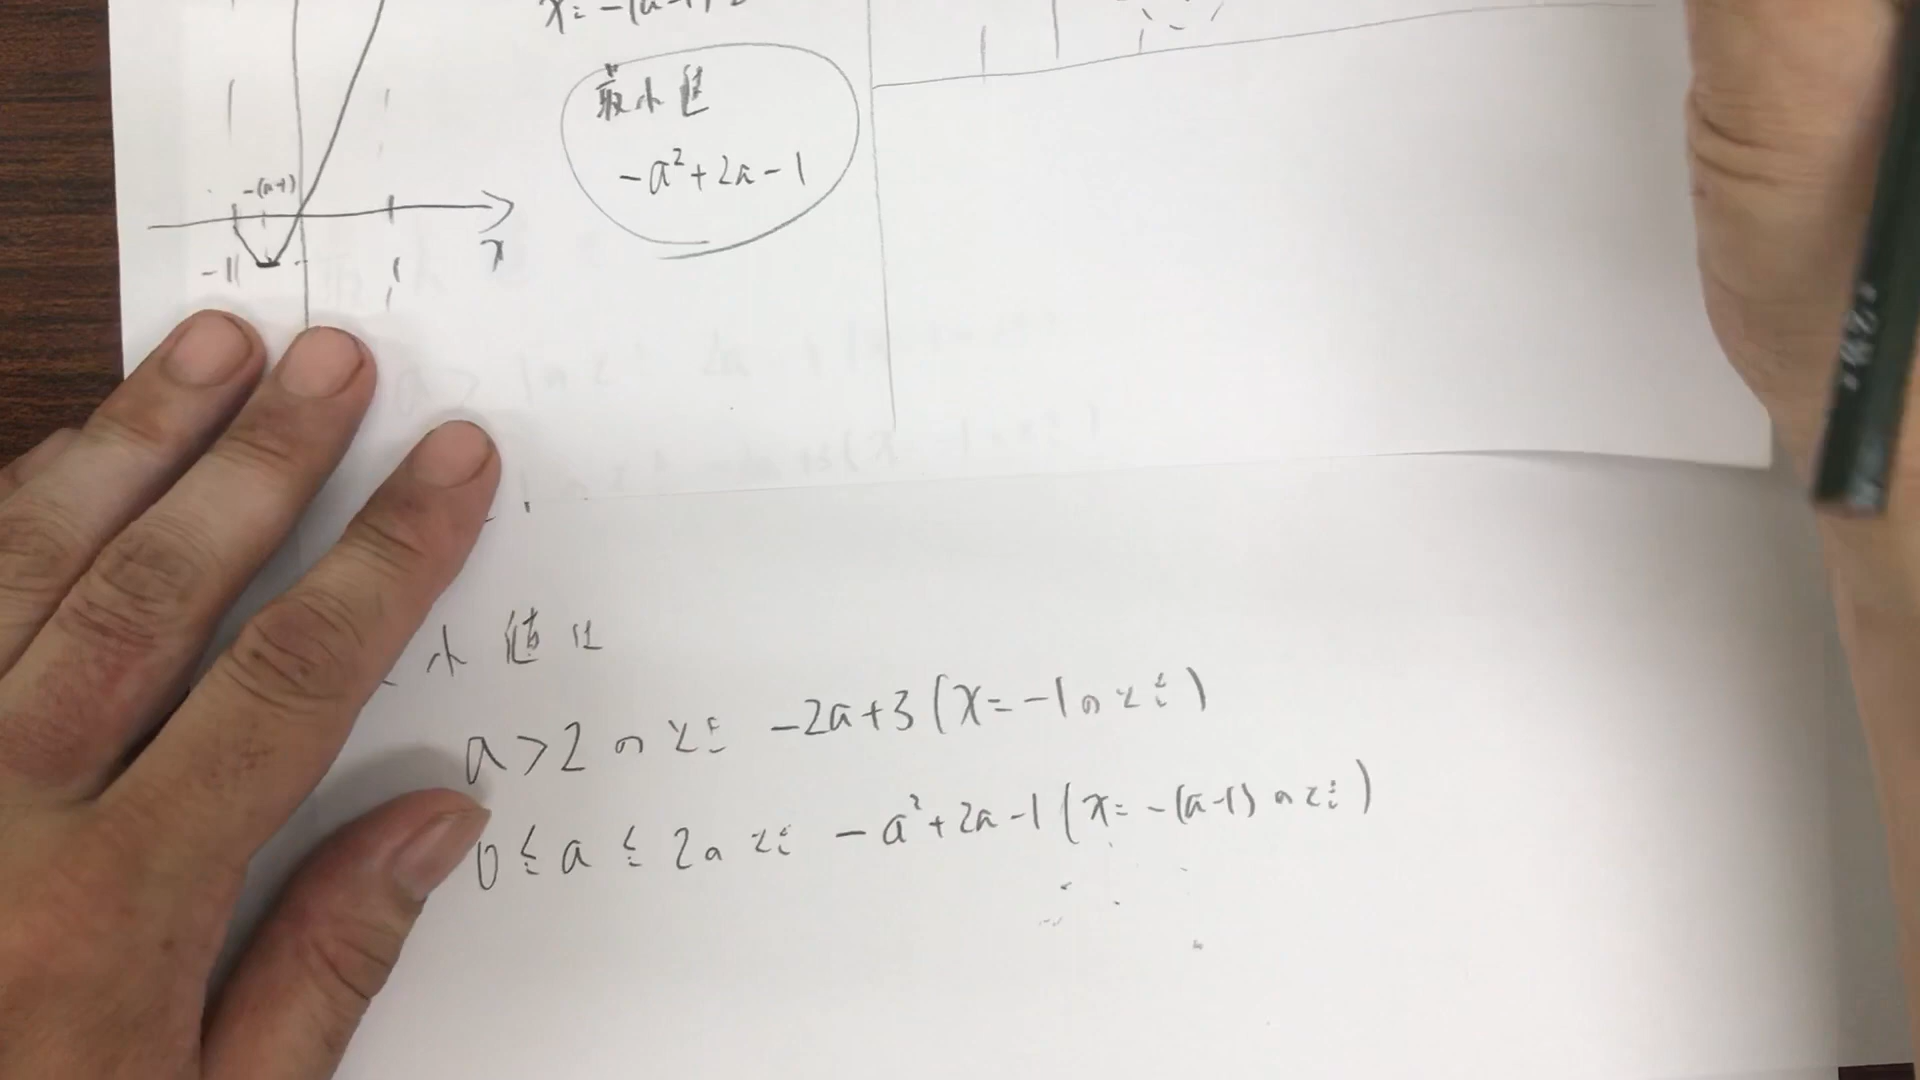 x=-(a-1)
最小値
-a²+2a-1
-(a-1)
x
-1
1
小値は
a>2のとき -2a+3(x=-1のとき)
0≦a≦2のとき -a²+2a-1(x=-(a-1)のとき)